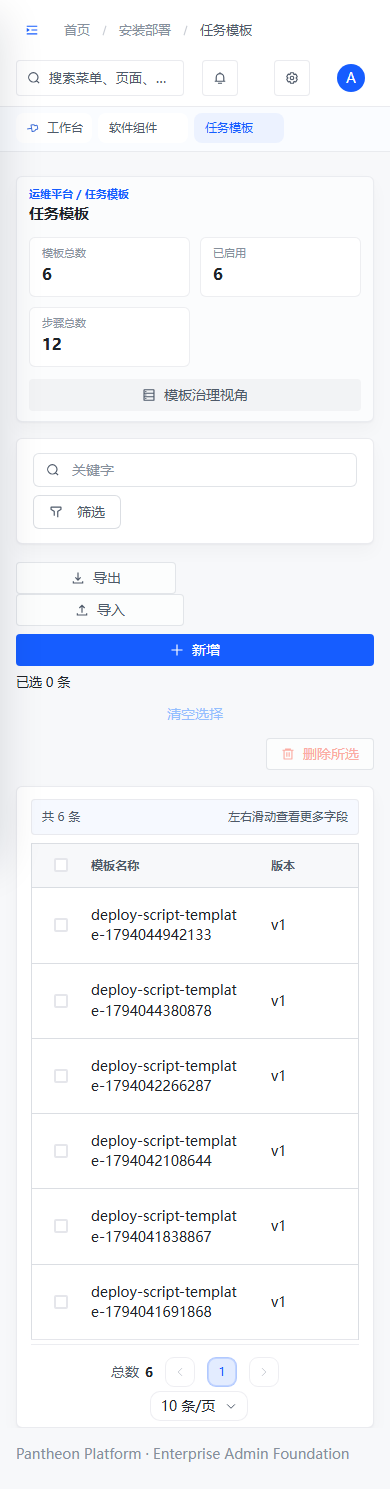 首页 / 安装部署 / 任务模板
搜索菜单、页面、...
A
工作台 软件组件 任务模板
运维平台 / 任务模板
任务模板
模板总数
6
已启用
6
步骤总数
12
模板治理视角
关键字
筛选
导出
导入
新增
已选 0 条
清空选择
删除所选
共 6 条 左右滑动查看更多字段
模板名称 版本
deploy-script-templat
e-1794044942133
v1
deploy-script-templat
e-1794044380878
v1
deploy-script-templat
e-1794042266287
v1
deploy-script-templat
e-1794042108644
v1
deploy-script-templat
e-1794041838867
v1
deploy-script-templat
e-1794041691868
v1
总数 6 1
10 条/页
Pantheon Platform · Enterprise Admin Foundation